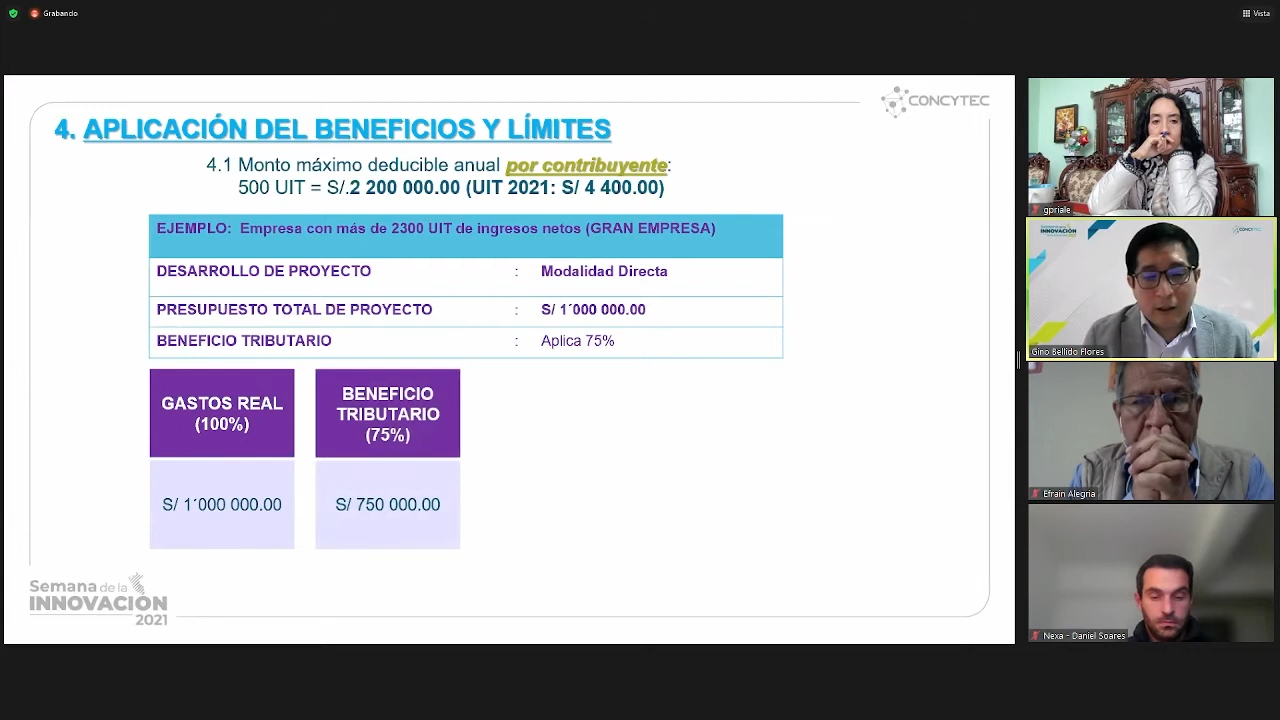 Grabando
Vista
CONCYTEC
4. APLICACIÓN DEL BENEFICIOS Y LÍMITES
4.1 Monto máximo deducible anual por contribuyente:
500 UIT = S/.2 200 000.00 (UIT 2021: S/ 4 400.00)
EJEMPLO: Empresa con más de 2300 UIT de ingresos netos (GRAN EMPRESA)
DESARROLLO DE PROYECTO : Modalidad Directa
PRESUPUESTO TOTAL DE PROYECTO : S/ 1´000 000.00
BENEFICIO TRIBUTARIO : Aplica 75%
GASTOS REAL
(100%)
BENEFICIO
TRIBUTARIO
(75%)
S/ 1´000 000.00
S/ 750 000.00
Semana de la
INNOVACIÓN
2021
gpriale
INNOVACIÓN
CONCYTEC
Gino Bellido Flores
Efrain Alegria
Nexa - Daniel Soares